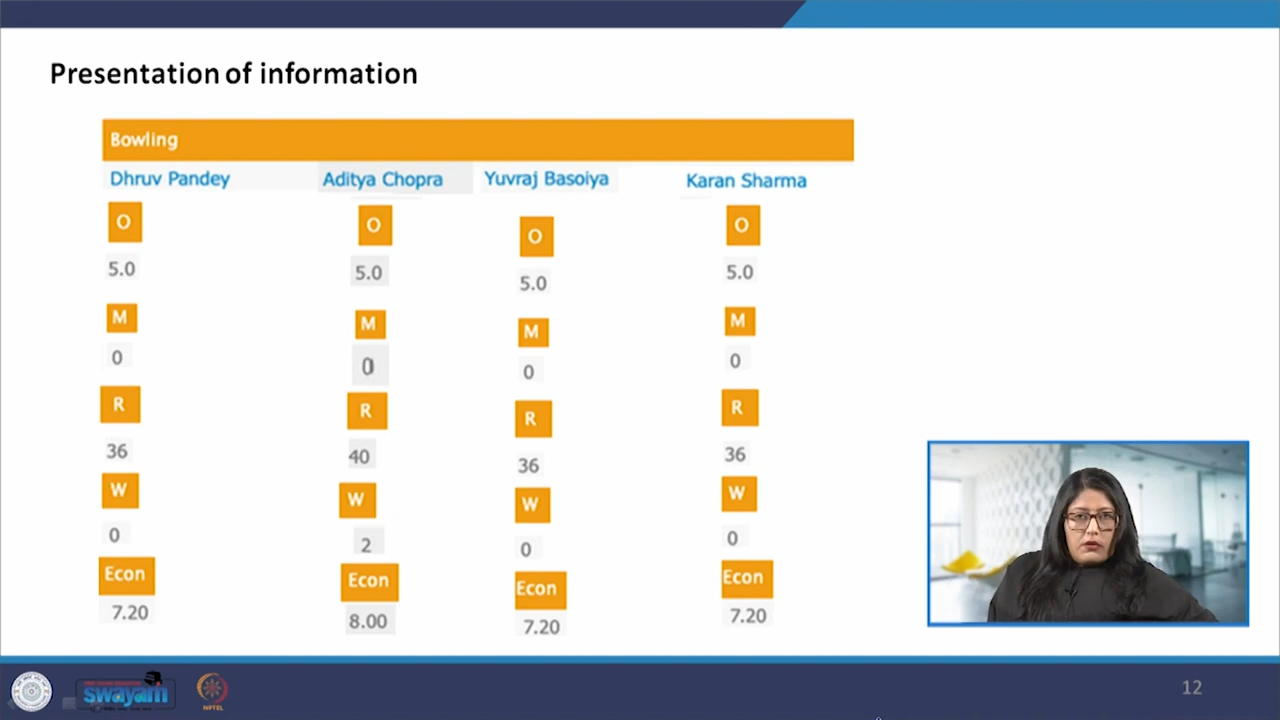 Presentation of information
Bowling
Dhruv Pandey Aditya Chopra Yuvraj Basoiya Karan Sharma
O O O O
5.0 5.0 5.0 5.0
M M M M
0 0 0 0
R R R R
36 40 36 36
W W W W
0 2 0 0
Econ Econ Econ Econ
7.20 8.00 7.20 7.20
swayam
NPTEL
12